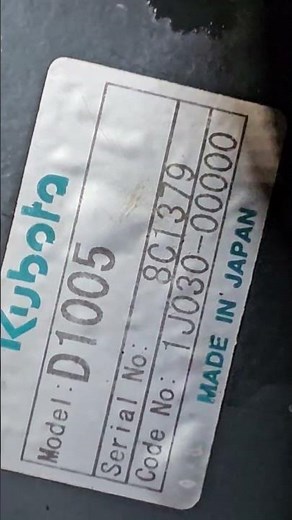 Kubota
Model: D1005
Serial No: 8C1379
Code No: 1J030-00000
MADE IN JAPAN